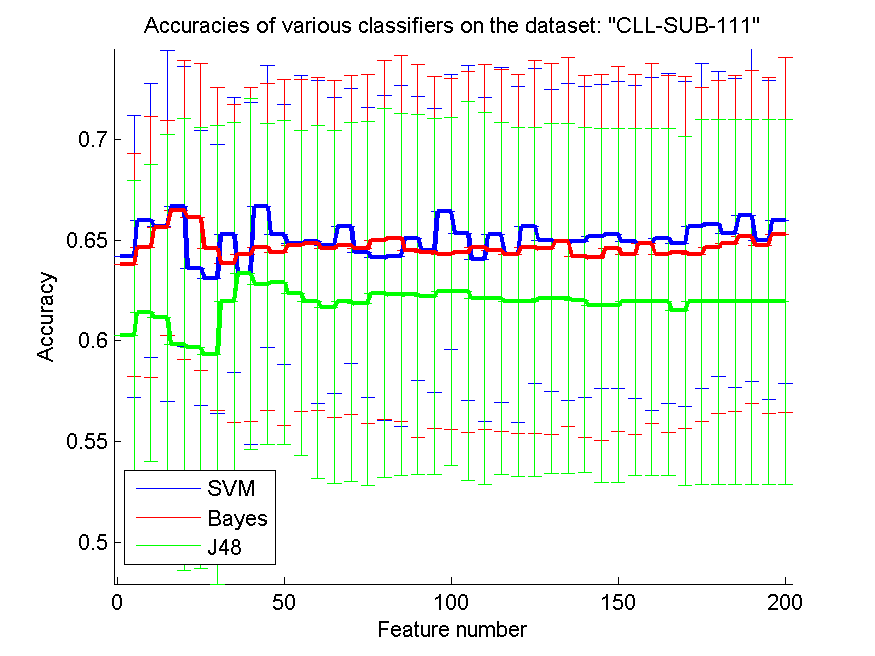 Accuracies of various classifiers on the dataset: "CLL-SUB-111"
0.7
0.65
0.6
0.55
0.5
Accuracy
SVM
Bayes
J48
0 50 100 150 200
Feature number